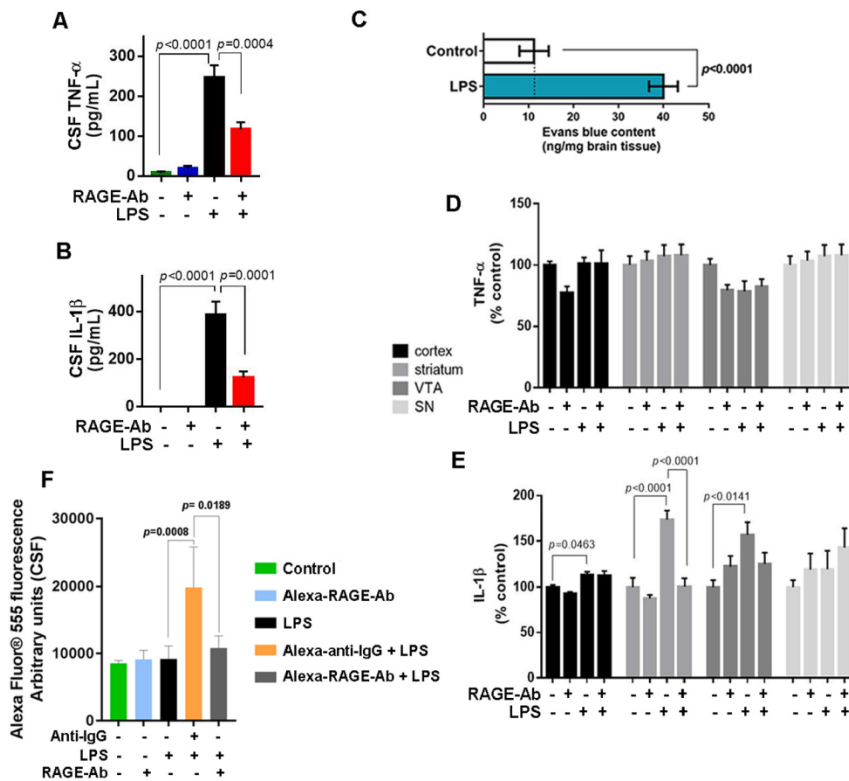 A
p<0.0001 p=0.0004
CSF TNF-α
(pg/mL)
300
200
100
0
RAGE-Ab - + - +
LPS - - + +
B
p<0.0001 p=0.0001
CSF IL-1β
(pg/mL)
400
200
0
RAGE-Ab - + - +
LPS - - + +
C
Control
LPS
p<0.0001
0 10 20 30 40 50
Evans blue content
(ng/mg brain tissue)
D
TNF-α
(% control)
150
100
50
0
cortex
striatum
VTA
SN
RAGE-Ab - + - + - + - + - + - + - + - +
LPS - - + + - - + + - - + + - - + +
E
p<0.0001
p<0.0001
p<0.0141
p=0.0463
IL-1β
(% control)
200
150
100
50
0
RAGE-Ab - + - + - + - + - + - + - + - +
LPS - - + + - - + + - - + + - - + +
F
p= 0.0189
p=0.0008
Alexa Fluor® 555 fluorescence
Arbitrary units (CSF)
30000
20000
10000
0
Control
Alexa-RAGE-Ab
LPS
Alexa-anti-IgG + LPS
Alexa-RAGE-Ab + LPS
Anti-IgG - - - + -
LPS - - + + +
RAGE-Ab - + - - +